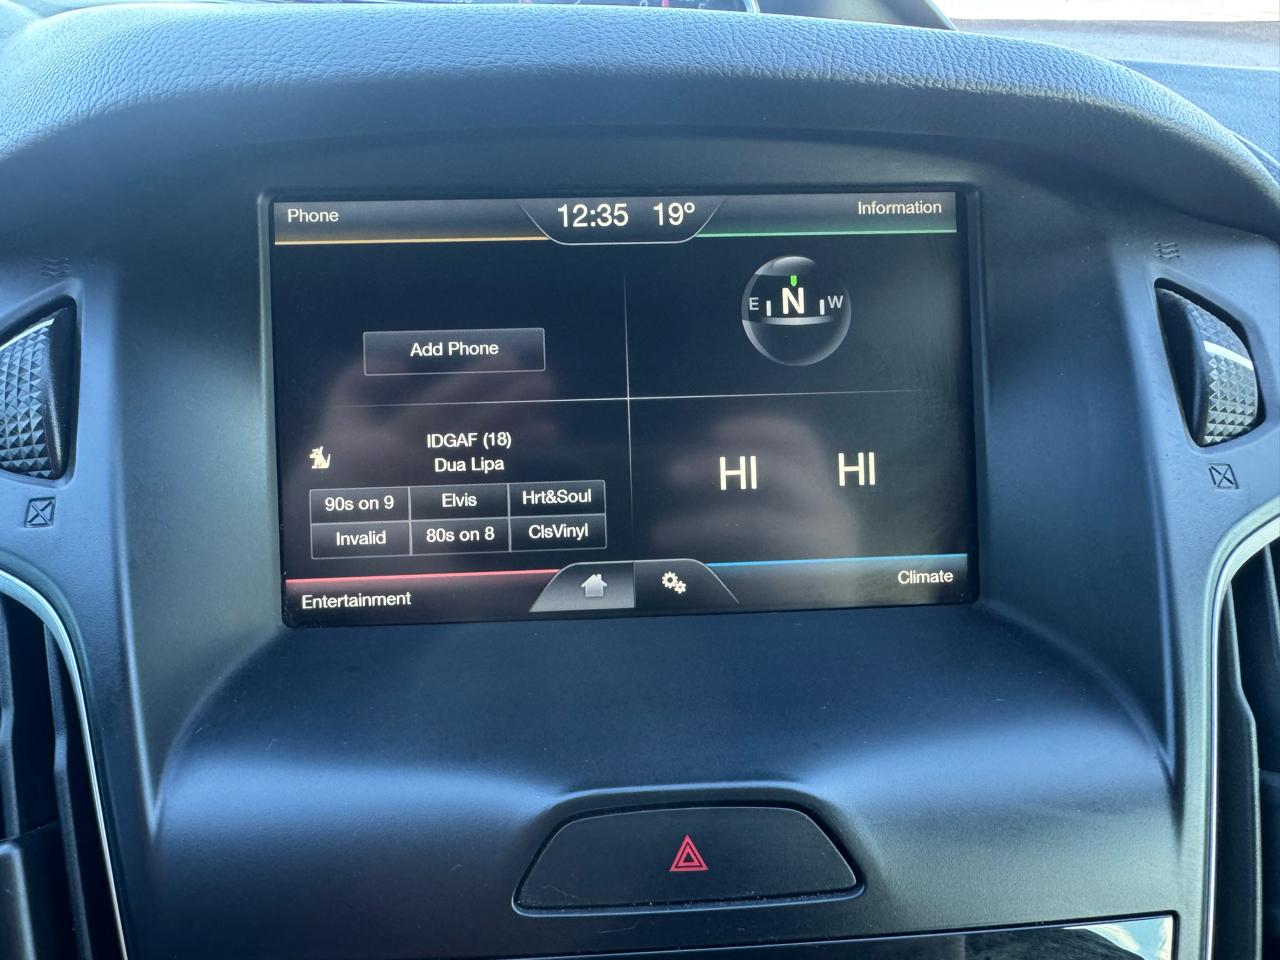 Phone
12:35 19°
Information
E N W
Add Phone
IDGAF (18)
Dua Lipa
90s on 9 Elvis Hrt&Soul
Invalid 80s on 8 ClsVinyl
HI HI
Entertainment
Climate